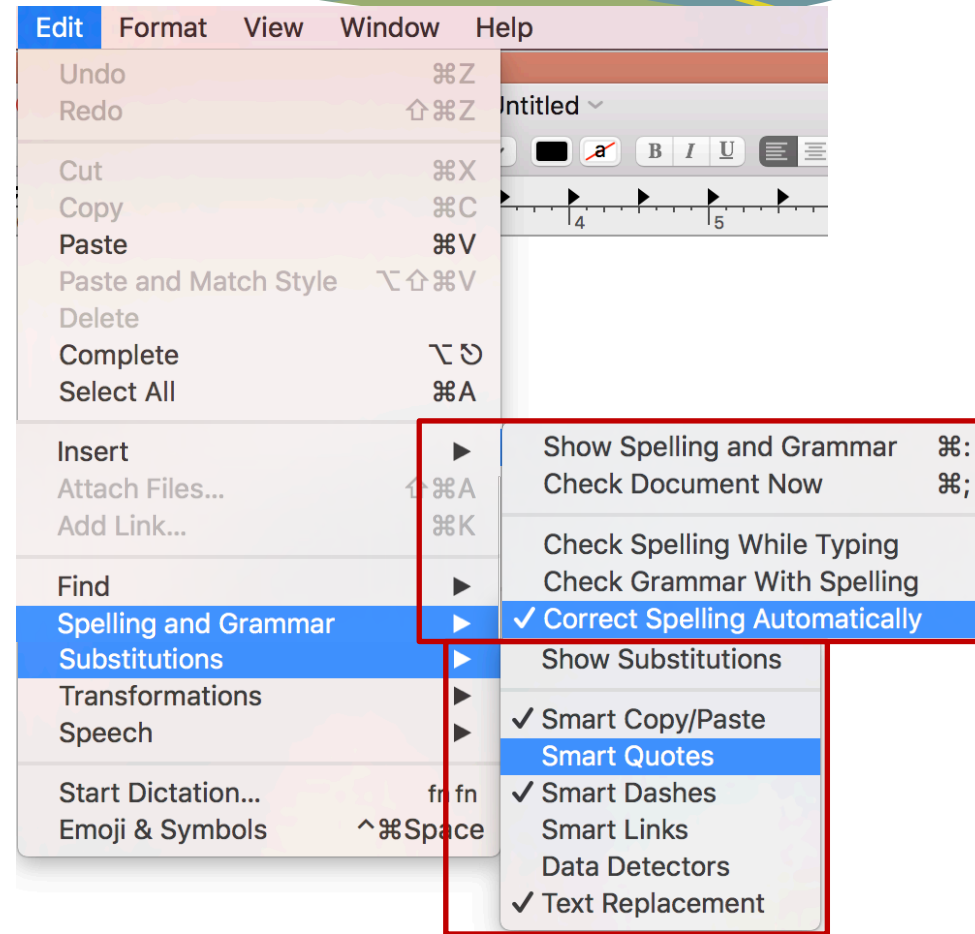 Edit Format View Window Help
Undo ⌘Z
Redo ⇧⌘Z
Untitled
a B I U
4 5
Cut ⌘X
Copy ⌘C
Paste ⌘V
Paste and Match Style ⌥⇧⌘V
Delete
Complete ⌥⎋
Select All ⌘A
Insert ▶
Attach Files... ⇧⌘A
Add Link... ⌘K
Find ▶
Spelling and Grammar ▶
Substitutions ▶
Transformations ▶
Speech ▶
Start Dictation... fn fn
Emoji & Symbols ^⌘Space
Show Spelling and Grammar ⌘:
Check Document Now ⌘;
Check Spelling While Typing
Check Grammar With Spelling
✓ Correct Spelling Automatically
Show Substitutions
✓ Smart Copy/Paste
Smart Quotes
✓ Smart Dashes
Smart Links
Data Detectors
✓ Text Replacement